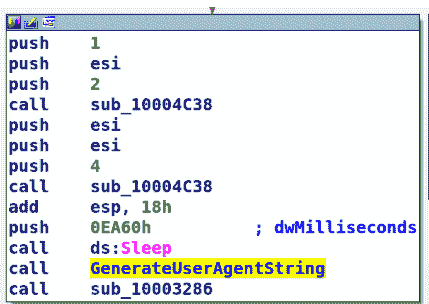 push 1
push esi
push 2
call sub_10004C38
push esi
push esi
push 4
call sub_10004C38
add esp, 18h
push 0EA60h ; dwMilliseconds
call ds:Sleep
call GenerateUserAgentString
call sub_10003286